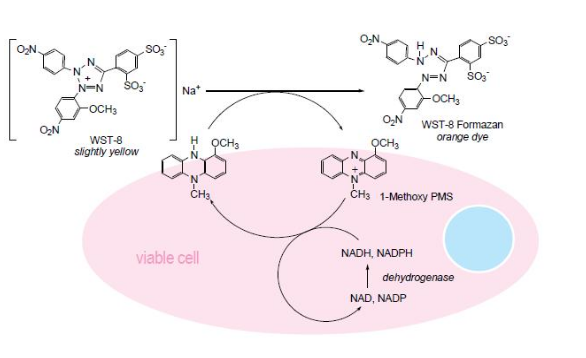 O₂N
N
N
+
N
N
SO₃⁻
SO₃⁻
OCH₃
O₂N
WST-8
slightly yellow
Na⁺
O₂N
H
N
N
N=N
SO₃⁻
SO₃⁻
OCH₃
O₂N
WST-8 Formazan
orange dye
H
N
OCH₃
N
CH₃
N
OCH₃
+
N
CH₃
1-Methoxy PMS
viable cell
NADH, NADPH
dehydrogenase
NAD, NADP